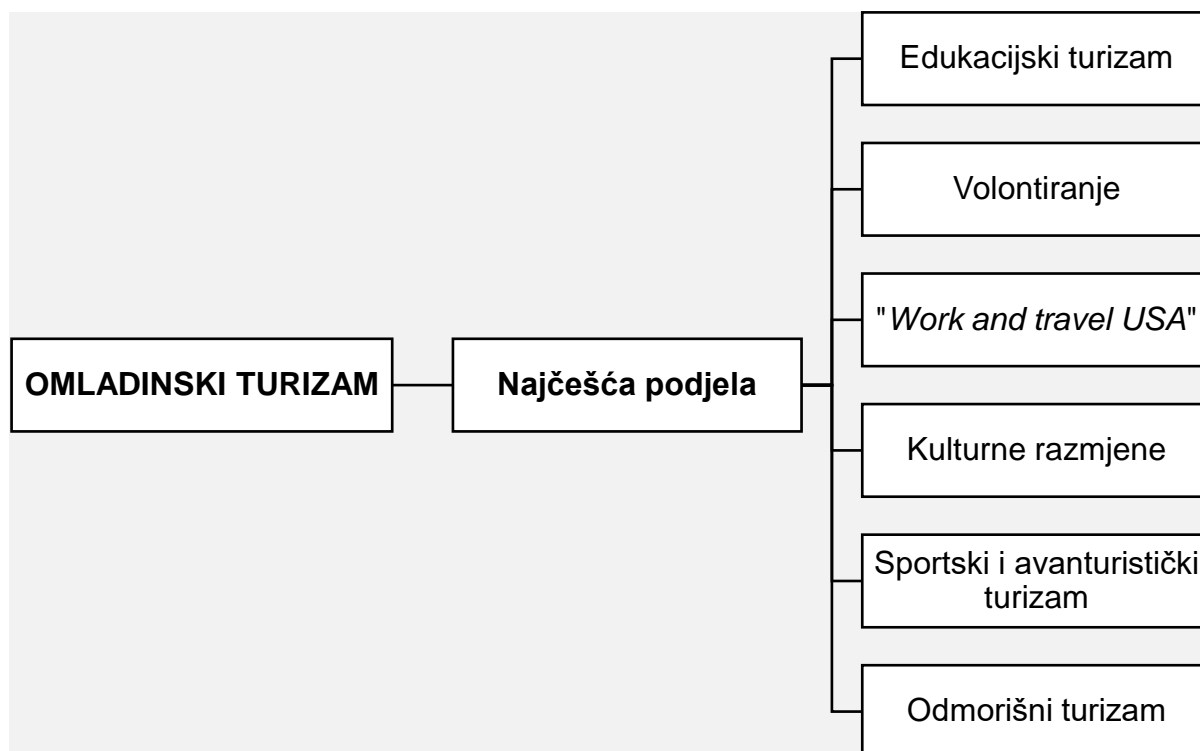 Edukacijski turizam
Volontiranje
"Work and travel USA"
OMLADINSKI TURIZAM
Najčešća podjela
Kulturne razmjene
Sportski i avanturistički
turizam
Odmorišni turizam